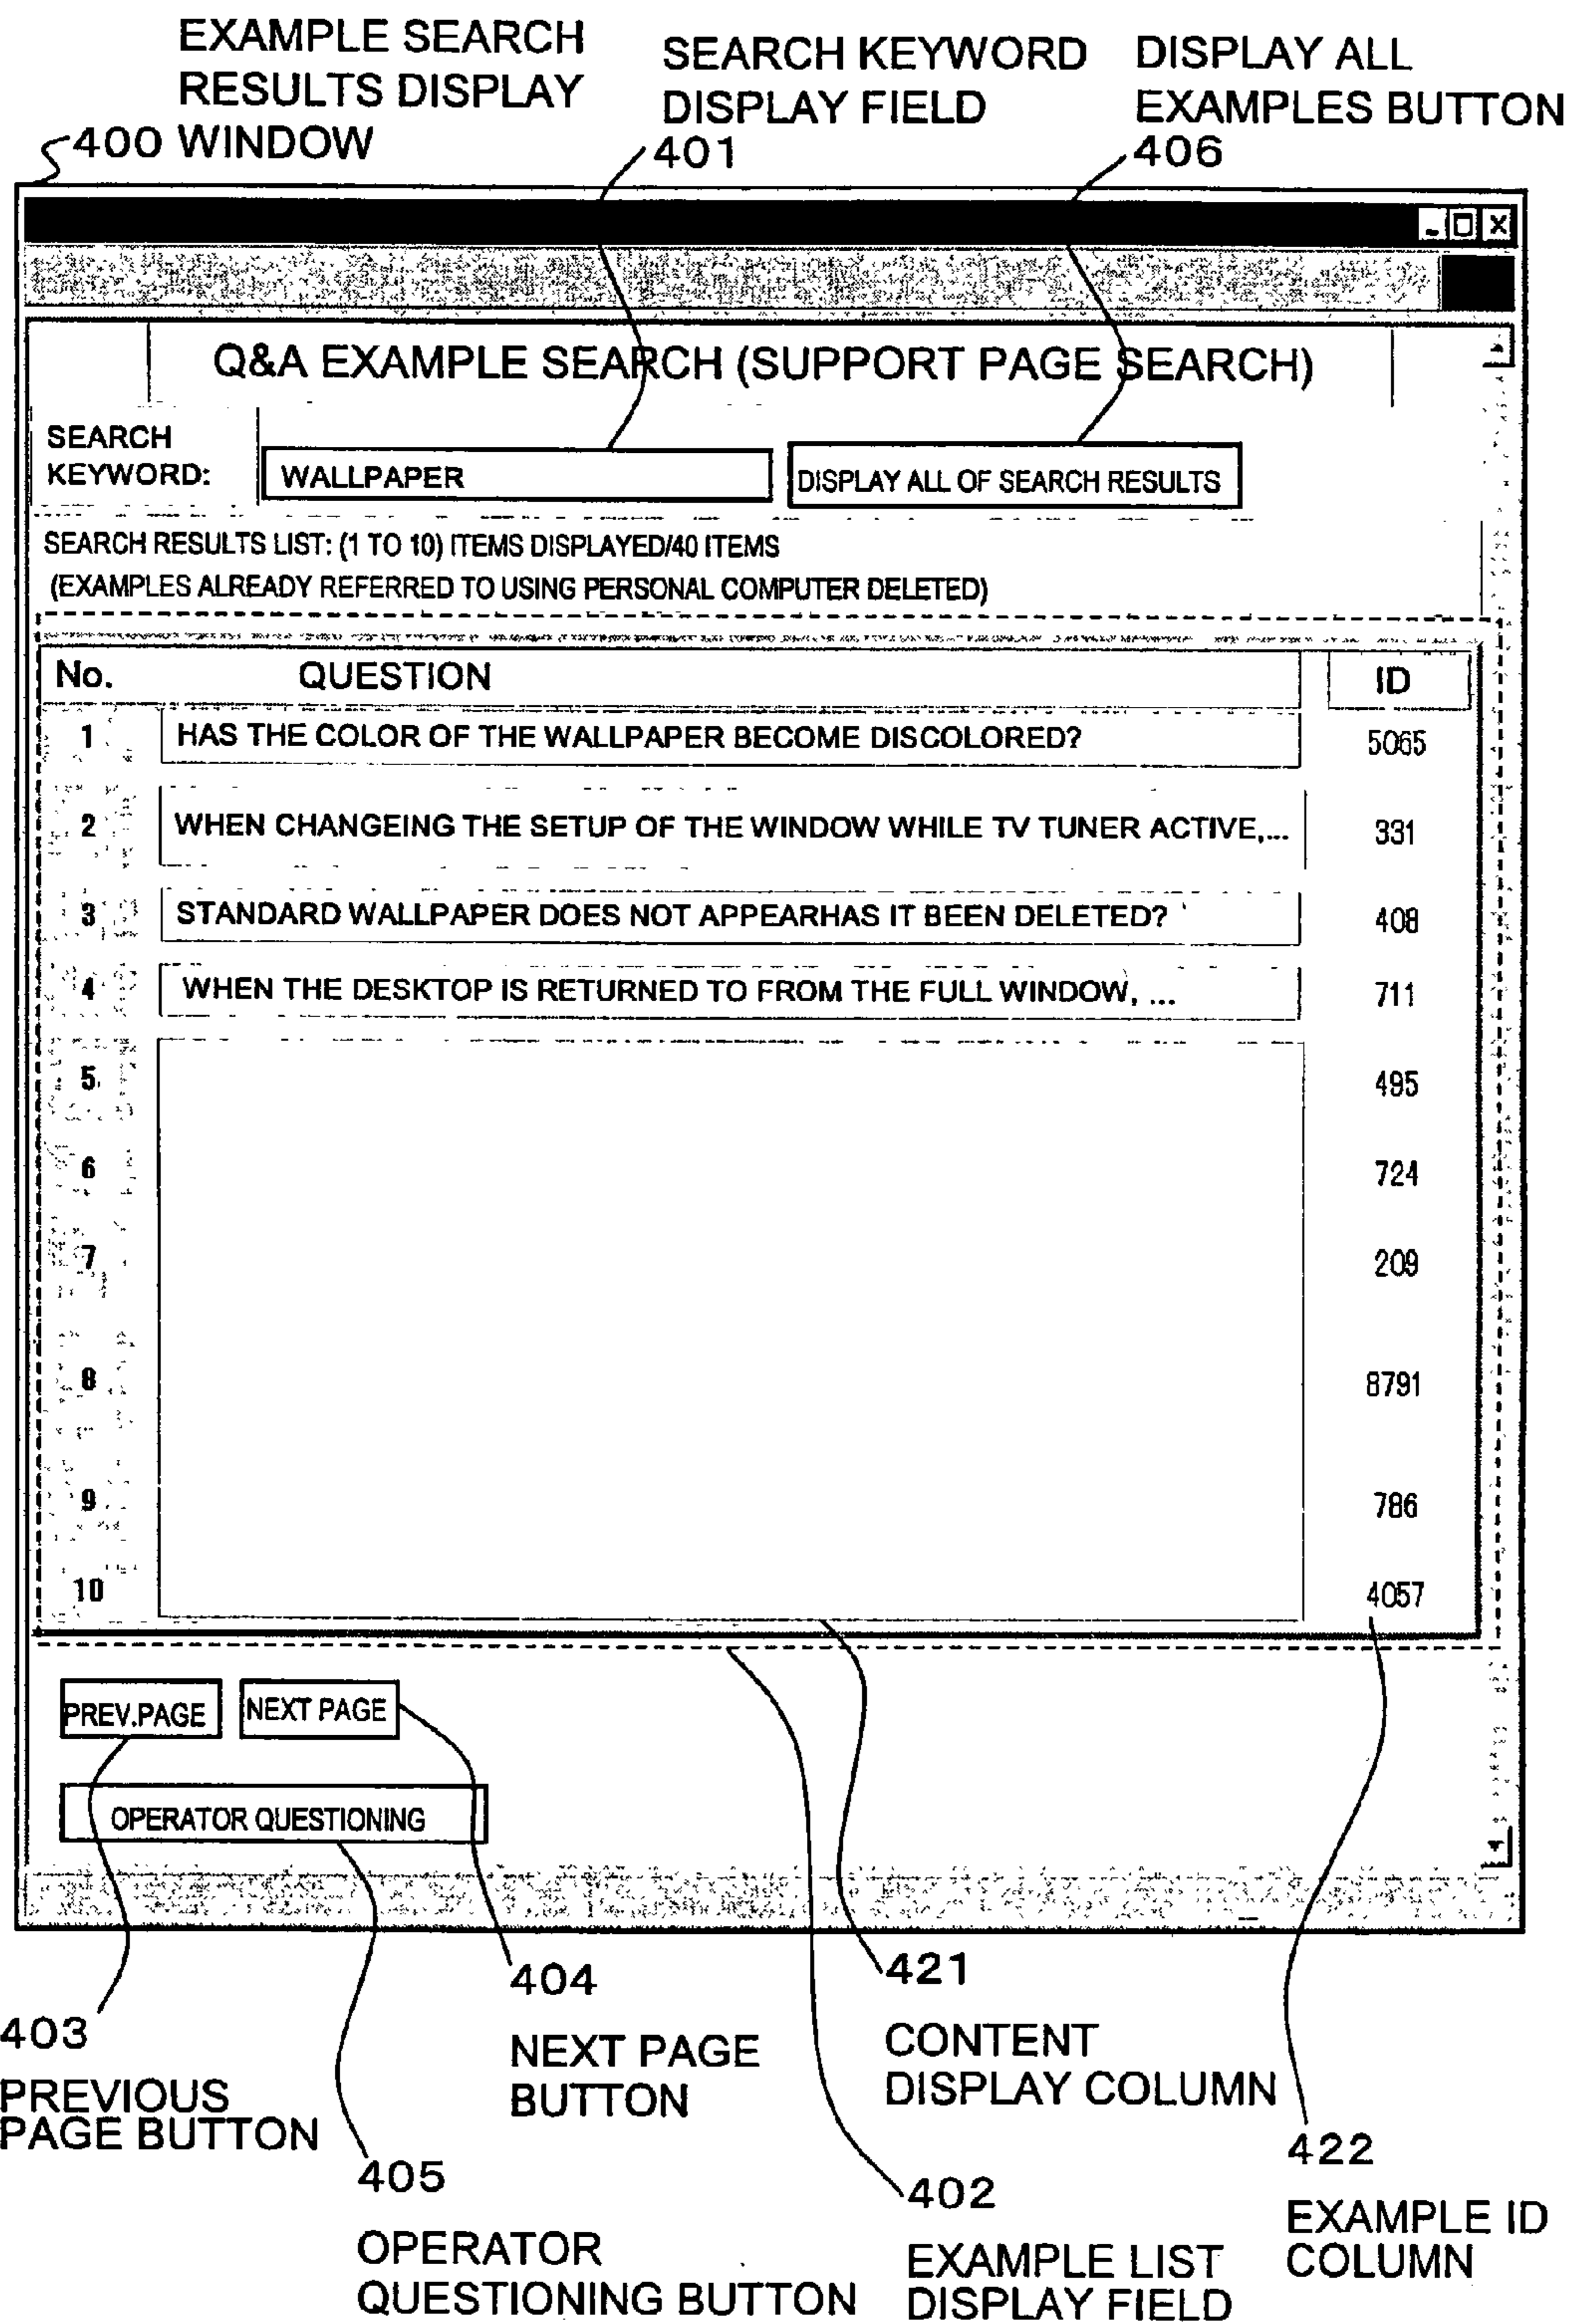 EXAMPLE SEARCH
RESULTS DISPLAY
400 WINDOW
SEARCH KEYWORD
DISPLAY FIELD
401
DISPLAY ALL
EXAMPLES BUTTON
406
Q&A EXAMPLE SEARCH (SUPPORT PAGE SEARCH)
SEARCH
KEYWORD:
WALLPAPER
DISPLAY ALL OF SEARCH RESULTS
SEARCH RESULTS LIST: (1 TO 10) ITEMS DISPLAYED/40 ITEMS
(EXAMPLES ALREADY REFERRED TO USING PERSONAL COMPUTER DELETED)
No. QUESTION ID
1 HAS THE COLOR OF THE WALLPAPER BECOME DISCOLORED? 5065
2 WHEN CHANGEING THE SETUP OF THE WINDOW WHILE TV TUNER ACTIVE,... 331
3 STANDARD WALLPAPER DOES NOT APPEARHAS IT BEEN DELETED? 408
4 WHEN THE DESKTOP IS RETURNED TO FROM THE FULL WINDOW, ... 711
5 495
6 724
7 209
8 8791
9 786
10 4057
PREV.PAGE NEXT PAGE
OPERATOR QUESTIONING
403
PREVIOUS
PAGE BUTTON
404
NEXT PAGE
BUTTON
421
CONTENT
DISPLAY COLUMN
405
OPERATOR
QUESTIONING BUTTON
402
EXAMPLE LIST
DISPLAY FIELD
422
EXAMPLE ID
COLUMN